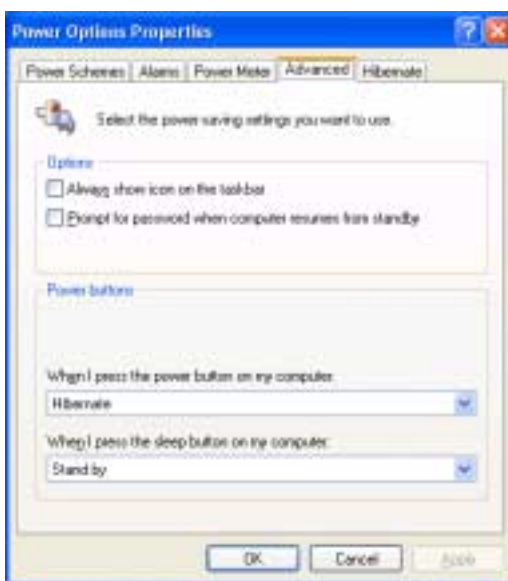 Power Options Properties
Power Schemes Alarms Power Meter Advanced Hibernate
Select the power saving settings you want to use.
Options
Always show icon on the taskbar
Prompt for password when computer resumes from standby
Power buttons
When I press the power button on my computer:
Hibernate
When I press the sleep button on my computer:
Stand by
OK Cancel Apply